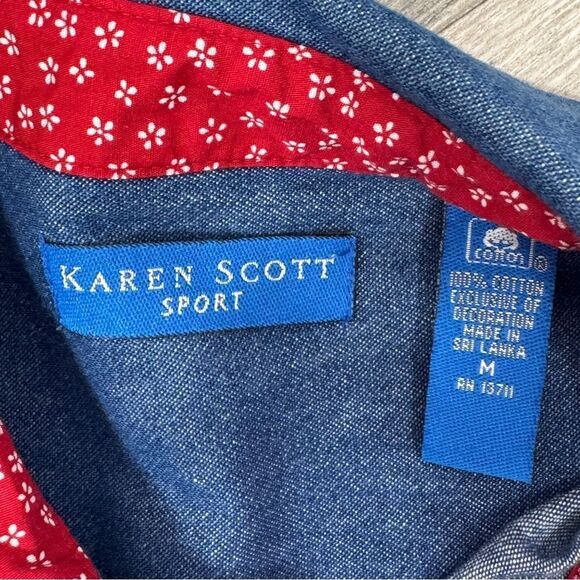 KAREN SCOTT
SPORT
cotton ®
100% COTTON
EXCLUSIVE OF
DECORATION
MADE IN
SRI LANKA
M
RN 13711